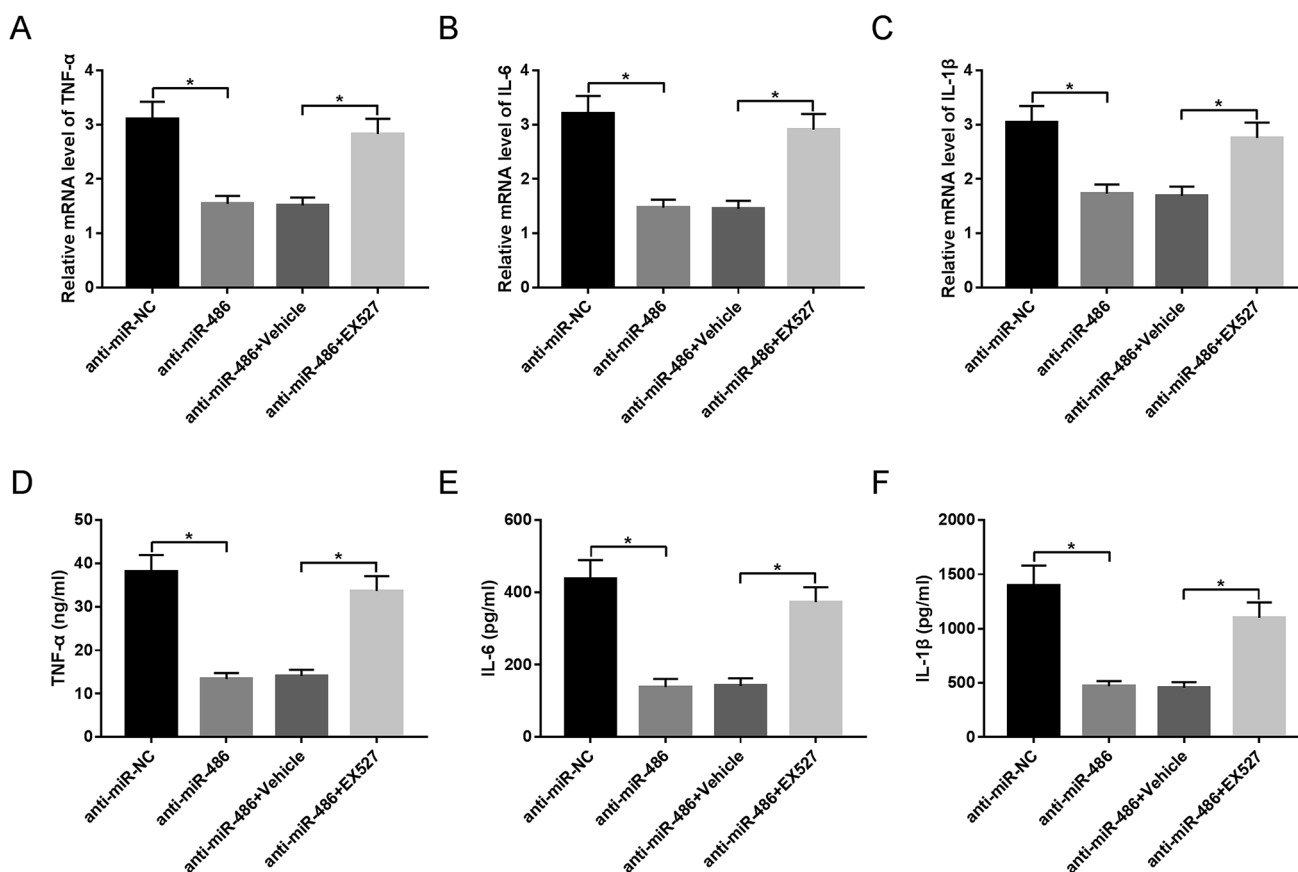 A
Relative mRNA level of TNF-α
4
3
2
1
0
*
*
anti-miR-NC
anti-miR-486
anti-miR-486+Vehicle
anti-miR-486+EX527
B
Relative mRNA level of IL-6
4
3
2
1
0
*
*
anti-miR-NC
anti-miR-486
anti-miR-486+Vehicle
anti-miR-486+EX527
C
Relative mRNA level of IL-1β
4
3
2
1
0
*
*
anti-miR-NC
anti-miR-486
anti-miR-486+Vehicle
anti-miR-486+EX527
D
TNF-α (ng/ml)
50
40
30
20
10
0
*
*
anti-miR-NC
anti-miR-486
anti-miR-486+Vehicle
anti-miR-486+EX527
E
IL-6 (pg/ml)
600
400
200
0
*
*
anti-miR-NC
anti-miR-486
anti-miR-486+Vehicle
anti-miR-486+EX527
F
IL-1β (pg/ml)
2000
1500
1000
500
0
*
*
anti-miR-NC
anti-miR-486
anti-miR-486+Vehicle
anti-miR-486+EX527